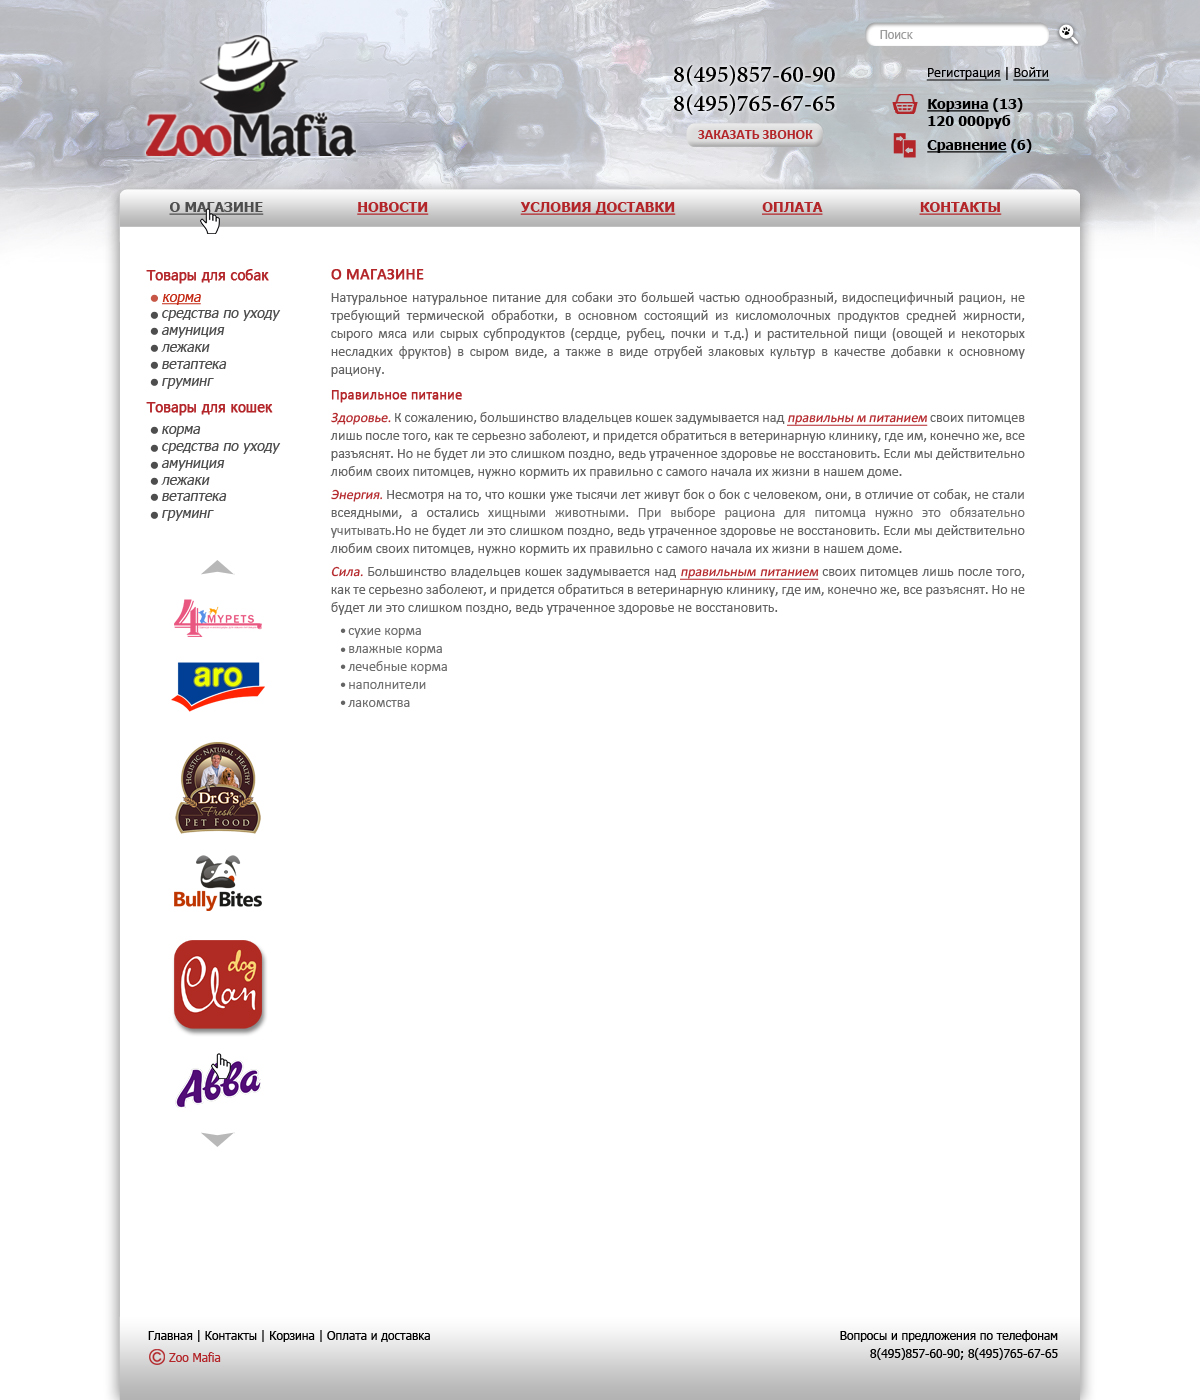 Поиск
8(495)857-60-90
8(495)765-67-65
ЗАКАЗАТЬ ЗВОНОК
Регистрация | Войти
Корзина (13)
120 000руб
Сравнение (6)
ZooMafia
О МАГАЗИНЕ НОВОСТИ УСЛОВИЯ ДОСТАВКИ ОПЛАТА КОНТАКТЫ
Товары для собак
корма
средства по уходу
амуниция
лежаки
ветаптека
груминг
Товары для кошек
корма
средства по уходу
амуниция
лежаки
ветаптека
груминг
4MYPETS
aro
HOLISTIC · NATURAL · HEALTHY
Dr.G's
Fresh
PET FOOD
BullyBites
dog
Clan
Авва
О МАГАЗИНЕ
Натуральное натуральное питание для собаки это большей частью однообразный, видоспецифичный рацион, не
требующий термической обработки, в основном состоящий из кисломолочных продуктов средней жирности,
сырого мяса или сырых субпродуктов (сердце, рубец, почки и т.д.) и растительной пищи (овощей и некоторых
несладких фруктов) в сыром виде, а также в виде отрубей злаковых культур в качестве добавки к основному
рациону.
Правильное питание
Здоровье. К сожалению, большинство владельцев кошек задумывается над правильны м питанием своих питомцев
лишь после того, как те серьезно заболеют, и придется обратиться в ветеринарную клинику, где им, конечно же, все
разъяснят. Но не будет ли это слишком поздно, ведь утраченное здоровье не восстановить. Если мы действительно
любим своих питомцев, нужно кормить их правильно с самого начала их жизни в нашем доме.
Энергия. Несмотря на то, что кошки уже тысячи лет живут бок о бок с человеком, они, в отличие от собак, не стали
всеядными, а остались хищными животными. При выборе рациона для питомца нужно это обязательно
учитывать.Но не будет ли это слишком поздно, ведь утраченное здоровье не восстановить. Если мы действительно
любим своих питомцев, нужно кормить их правильно с самого начала их жизни в нашем доме.
Сила. Большинство владельцев кошек задумывается над правильным питанием своих питомцев лишь после того,
как те серьезно заболеют, и придется обратиться в ветеринарную клинику, где им, конечно же, все разъяснят. Но не
будет ли это слишком поздно, ведь утраченное здоровье не восстановить.
• сухие корма
• влажные корма
• лечебные корма
• наполнители
• лакомства
Главная | Контакты | Корзина | Оплата и доставка
© Zoo Mafia
Вопросы и предложения по телефонам
8(495)857-60-90; 8(495)765-67-65